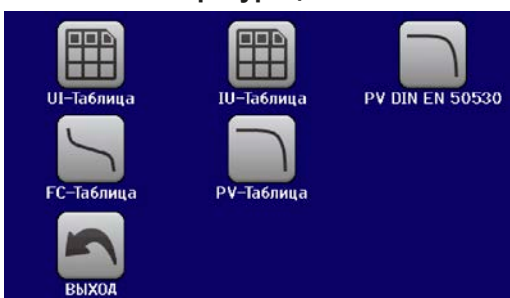 UI-Таблица
IU-Таблица
PV DIN EN 50530
FC-Таблица
PV-Таблица
ВЫХОД